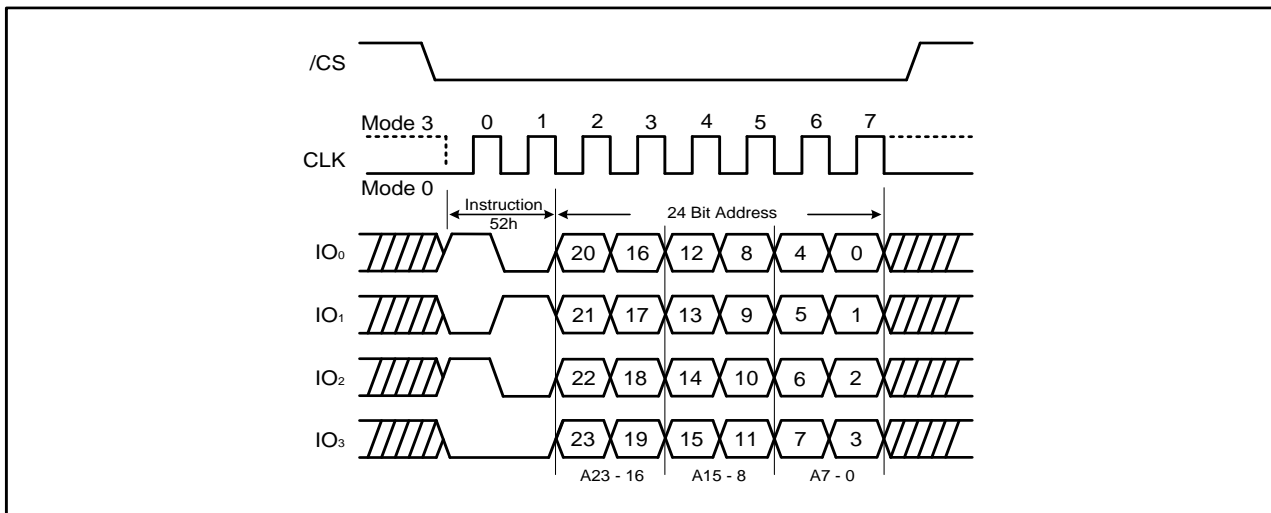 /CS
Mode 3 0 1 2 3 4 5 6 7
CLK
Mode 0
Instruction
52h
24 Bit Address
IO₀ 20 16 12 8 4 0
IO₁ 21 17 13 9 5 1
IO₂ 22 18 14 10 6 2
IO₃ 23 19 15 11 7 3
A23 - 16 A15 - 8 A7 - 0